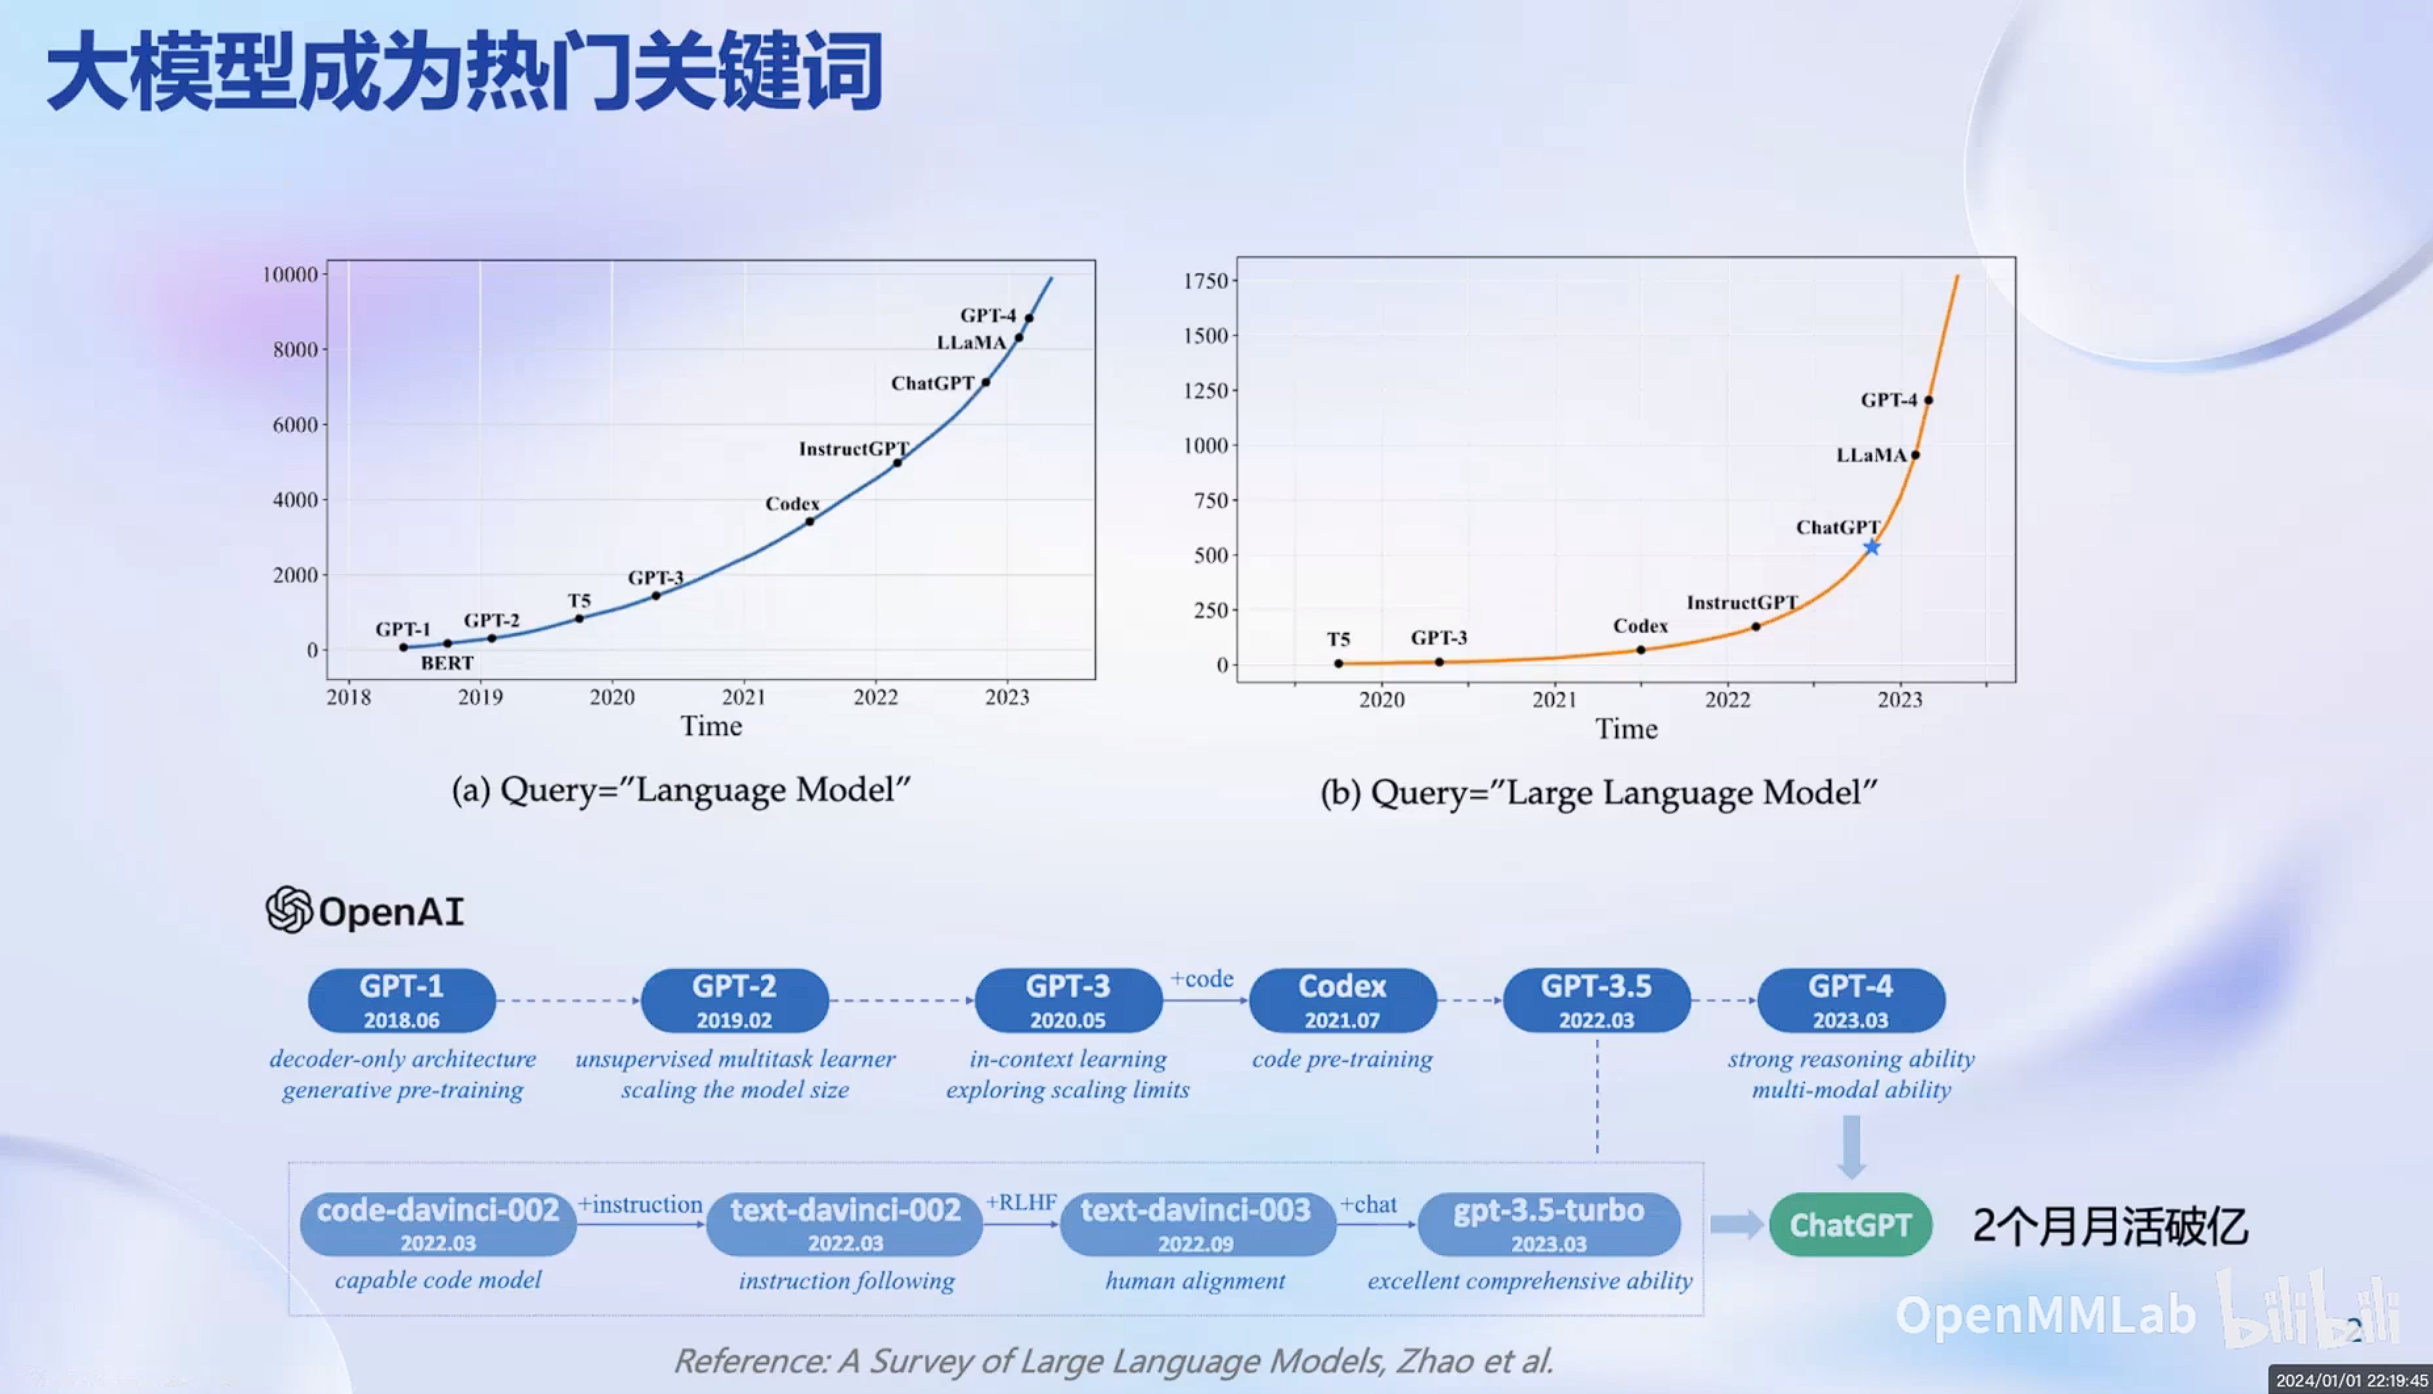 大模型成为热门关键词
10000
8000
6000
4000
2000
0
GPT-4
LLaMA
ChatGPT
InstructGPT
Codex
GPT-3
T5
GPT-2
GPT-1
BERT
2018 2019 2020 2021 2022 2023
Time
(a) Query="Language Model"
1750
1500
1250
1000
750
500
250
0
GPT-4
LLaMA
ChatGPT
InstructGPT
Codex
GPT-3
T5
2020 2021 2022 2023
Time
(b) Query="Large Language Model"
OpenAI
GPT-1
2018.06
decoder-only architecture
generative pre-training
GPT-2
2019.02
unsupervised multitask learner
scaling the model size
GPT-3
2020.05
in-context learning
exploring scaling limits
+code
Codex
2021.07
code pre-training
GPT-3.5
2022.03
GPT-4
2023.03
strong reasoning ability
multi-modal ability
code-davinci-002
2022.03
capable code model
+instruction
text-davinci-002
2022.03
instruction following
+RLHF
text-davinci-003
2022.09
human alignment
+chat
gpt-3.5-turbo
2023.03
excellent comprehensive ability
ChatGPT
2个月月活破亿
OpenMMLab bilibili
2
Reference: A Survey of Large Language Models, Zhao et al.
2024/01/01 22:19:45